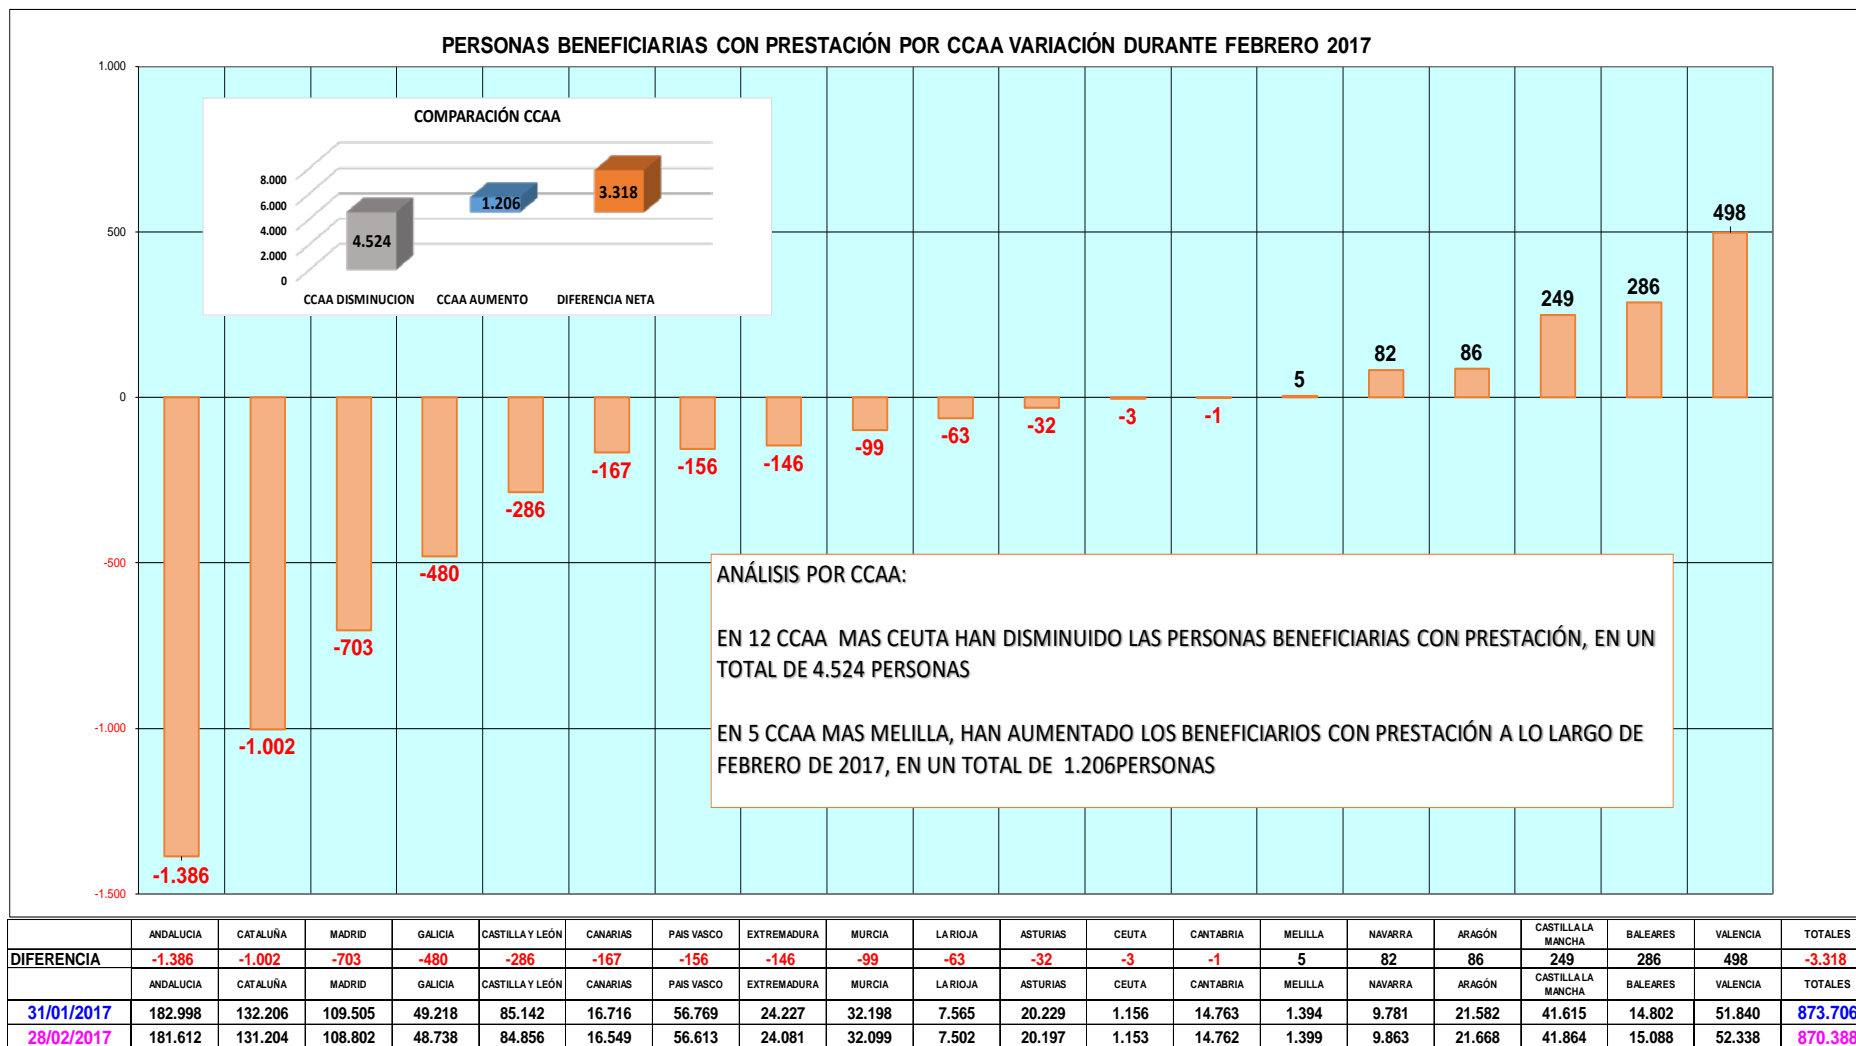 PERSONAS BENEFICIARIAS CON PRESTACIÓN POR CCAA VARIACIÓN DURANTE FEBRERO 2017
1.000
500
0
-500
-1.000
-1.500
COMPARACIÓN CCAA
8.000
6.000
4.000
2.000
0
4.524
1.206
3.318
CCAA DISMINUCION CCAA AUMENTO DIFERENCIA NETA
-1.386
-1.002
-703
-480
-286
-167
-156
-146
-99
-63
-32
-3
-1
5
82
86
249
286
498
ANÁLISIS POR CCAA:
EN 12 CCAA MAS CEUTA HAN DISMINUIDO LAS PERSONAS BENEFICIARIAS CON PRESTACIÓN, EN UN
TOTAL DE 4.524 PERSONAS
EN 5 CCAA MAS MELILLA, HAN AUMENTADO LOS BENEFICIARIOS CON PRESTACIÓN A LO LARGO DE
FEBRERO DE 2017, EN UN TOTAL DE 1.206PERSONAS
ANDALUCIA CATALUÑA MADRID GALICIA CASTILLA Y LEÓN CANARIAS PAIS VASCO EXTREMADURA MURCIA LA RIOJA ASTURIAS CEUTA CANTABRIA MELILLA NAVARRA ARAGÓN CASTILLA LA MANCHA BALEARES VALENCIA TOTALES
DIFERENCIA -1.386 -1.002 -703 -480 -286 -167 -156 -146 -99 -63 -32 -3 -1 5 82 86 249 286 498 -3.318
ANDALUCIA CATALUÑA MADRID GALICIA CASTILLA Y LEÓN CANARIAS PAIS VASCO EXTREMADURA MURCIA LA RIOJA ASTURIAS CEUTA CANTABRIA MELILLA NAVARRA ARAGÓN CASTILLA LA MANCHA BALEARES VALENCIA TOTALES
31/01/2017 182.998 132.206 109.505 49.218 85.142 16.716 56.769 24.227 32.198 7.565 20.229 1.156 14.763 1.394 9.781 21.582 41.615 14.802 51.840 873.706
28/02/2017 181.612 131.204 108.802 48.738 84.856 16.549 56.613 24.081 32.099 7.502 20.197 1.153 14.762 1.399 9.863 21.668 41.864 15.088 52.338 870.388